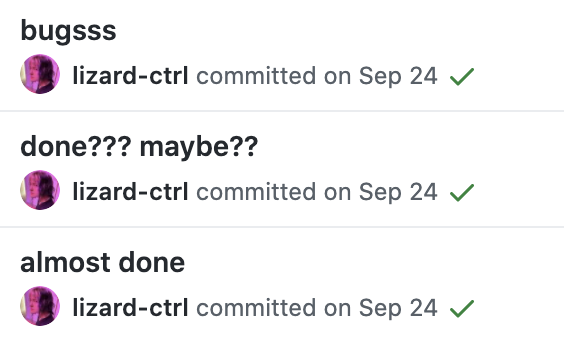 bugsss
lizard-ctrl committed on Sep 24
done??? maybe??
lizard-ctrl committed on Sep 24
almost done
lizard-ctrl committed on Sep 24